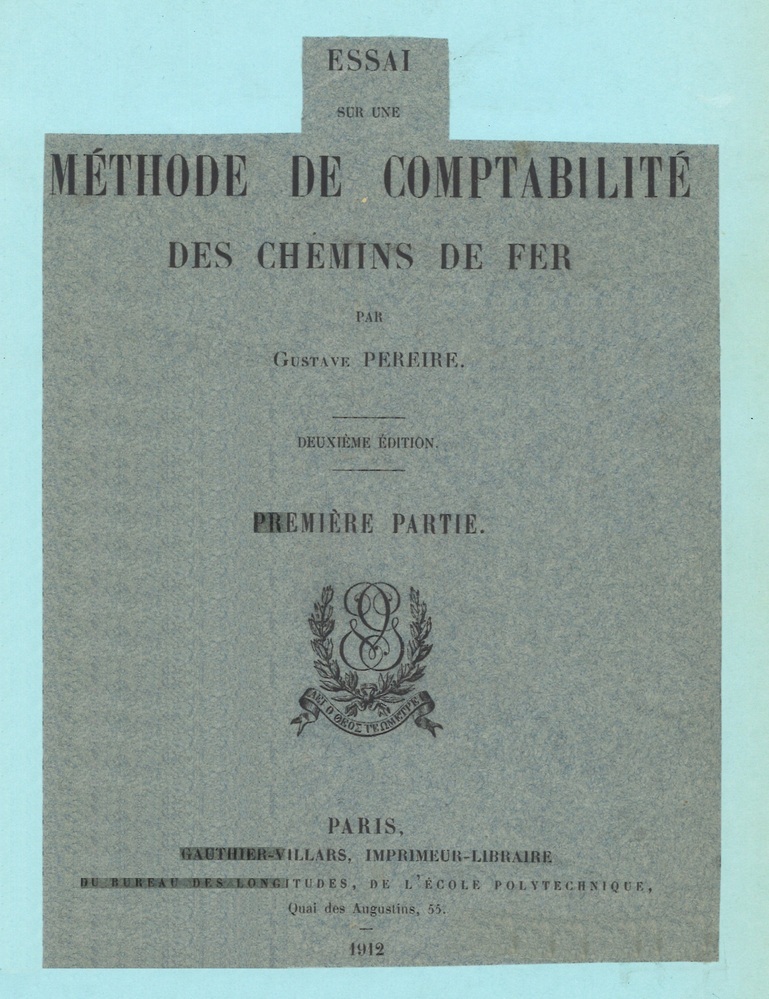 ESSAI
SUR UNE
MÉTHODE DE COMPTABILITÉ
DES CHEMINS DE FER
PAR
GUSTAVE PEREIRE.
DEUXIÈME ÉDITION.
PREMIÈRE PARTIE.
ΑΕΙ Ο ΘΕΟΣ ΓΕΩΜΕΤΡΕΙ
PARIS,
GAUTHIER-VILLARS, IMPRIMEUR-LIBRAIRE
DU BUREAU DES LONGITUDES, DE L'ÉCOLE POLYTECHNIQUE,
Quai des Augustins, 55.
1912